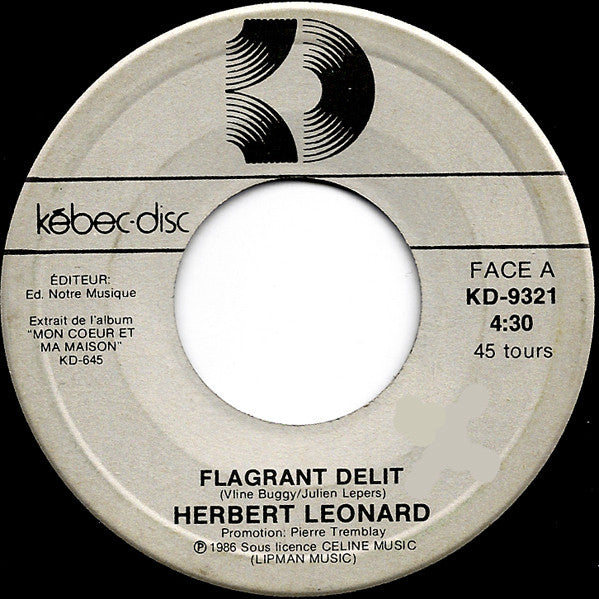 kébec-disc
ÉDITEUR:
Ed. Notre Musique
Extrait de l'album
"MON COEUR ET
MA MAISON"
KD-645
FACE A
KD-9321
4:30
45 tours
FLAGRANT DELIT
(Vline Buggy/Julien Lepers)
HERBERT LEONARD
Promotion: Pierre Tremblay
℗ 1986 Sous licence CELINE MUSIC
(LIPMAN MUSIC)